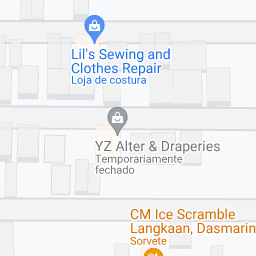 Lil's Sewing and
Clothes Repair
Loja de costura
YZ Alter & Draperies
Temporariamente
fechado
CM Ice Scramble
Langkaan, Dasmarin
Sorvete